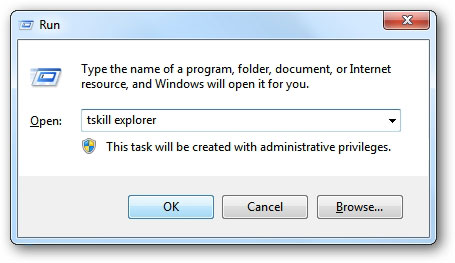 Run
Type the name of a program, folder, document, or Internet
resource, and Windows will open it for you.
Open: tskill explorer
This task will be created with administrative privileges.
OK Cancel Browse...